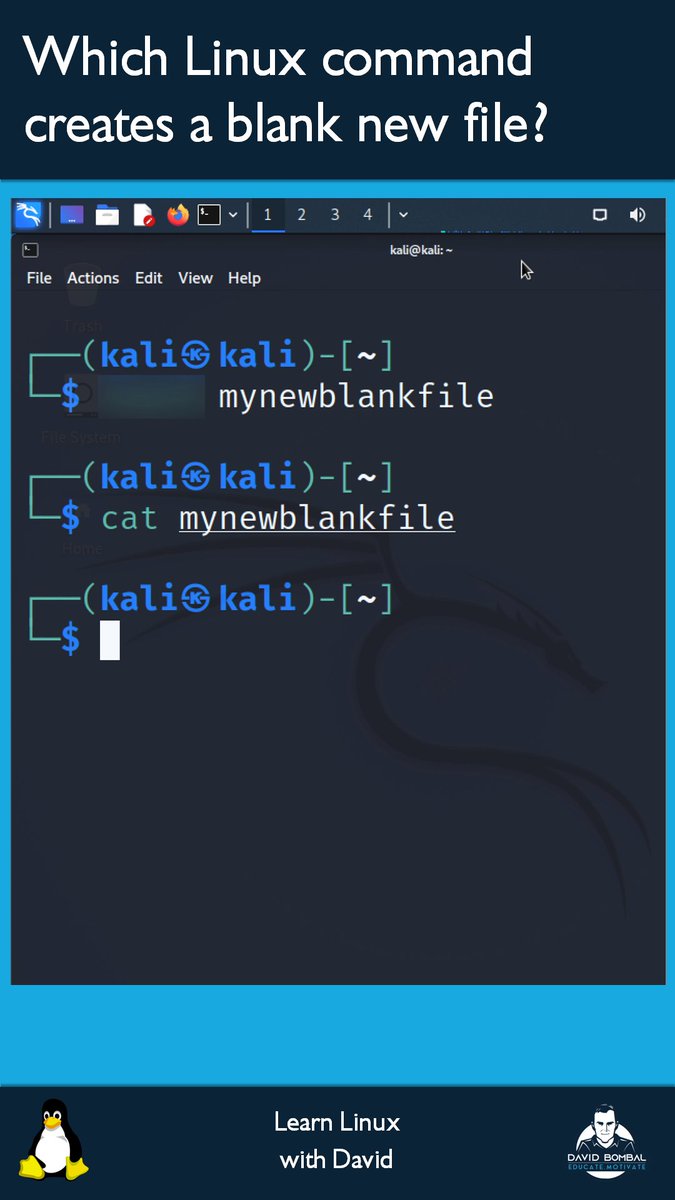 Which Linux command
creates a blank new file?
1 2 3 4
kali@kali: ~
File Actions Edit View Help
Trash
┌──(kali㉿kali)-[~]
└─$ mynewblankfile
File System
┌──(kali㉿kali)-[~]
└─$ cat mynewblankfile
Home
┌──(kali㉿kali)-[~]
└─$
Learn Linux
with David
DAVID BOMBAL
EDUCATE MOTIVATE